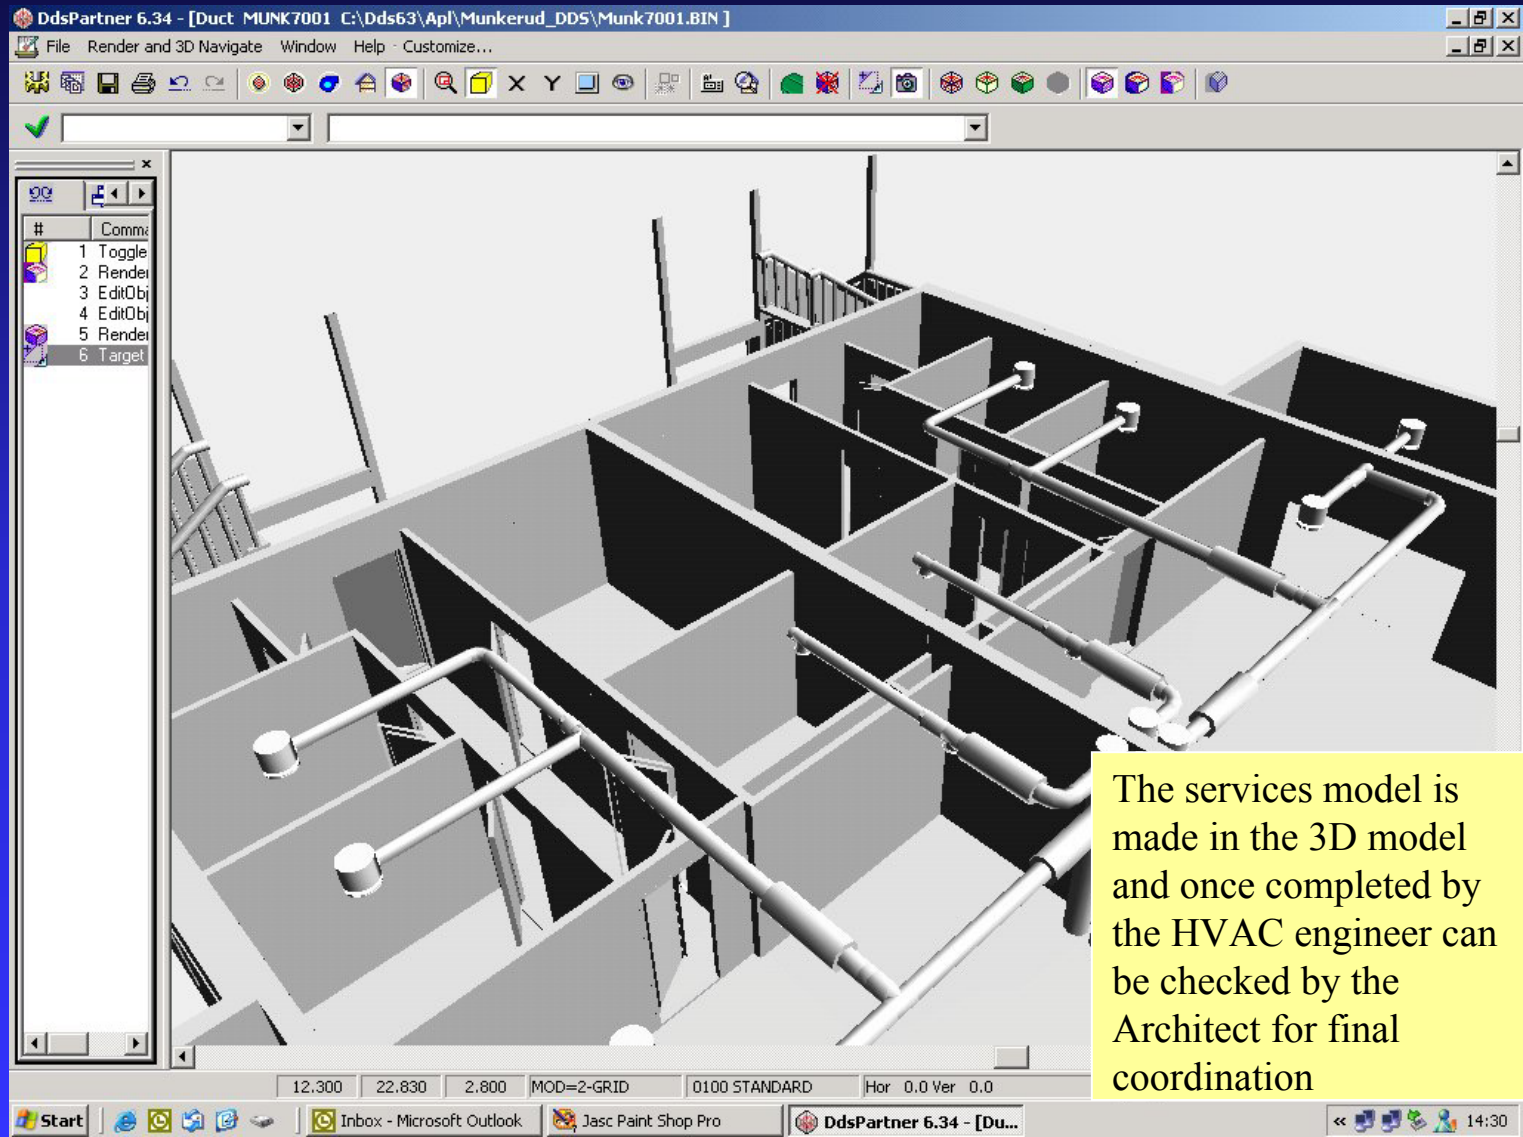 DdsPartner 6.34 - [Duct MUNK7001 C:\Dds63\Apl\Munkerud_DDS\Munk7001.BIN ]
File Render and 3D Navigate Window Help Customize...
# Comma
1 Toggle
2 Render
3 EditObj
4 EditObj
5 Render
6 Target
The services model is
made in the 3D model
and once completed by
the HVAC engineer can
be checked by the
Architect for final
coordination
12.300 22.830 2.800 MOD=2-GRID 0100 STANDARD Hor 0.0 Ver 0.0
Start Inbox - Microsoft Outlook Jasc Paint Shop Pro DdsPartner 6.34 - [Du... 14:30